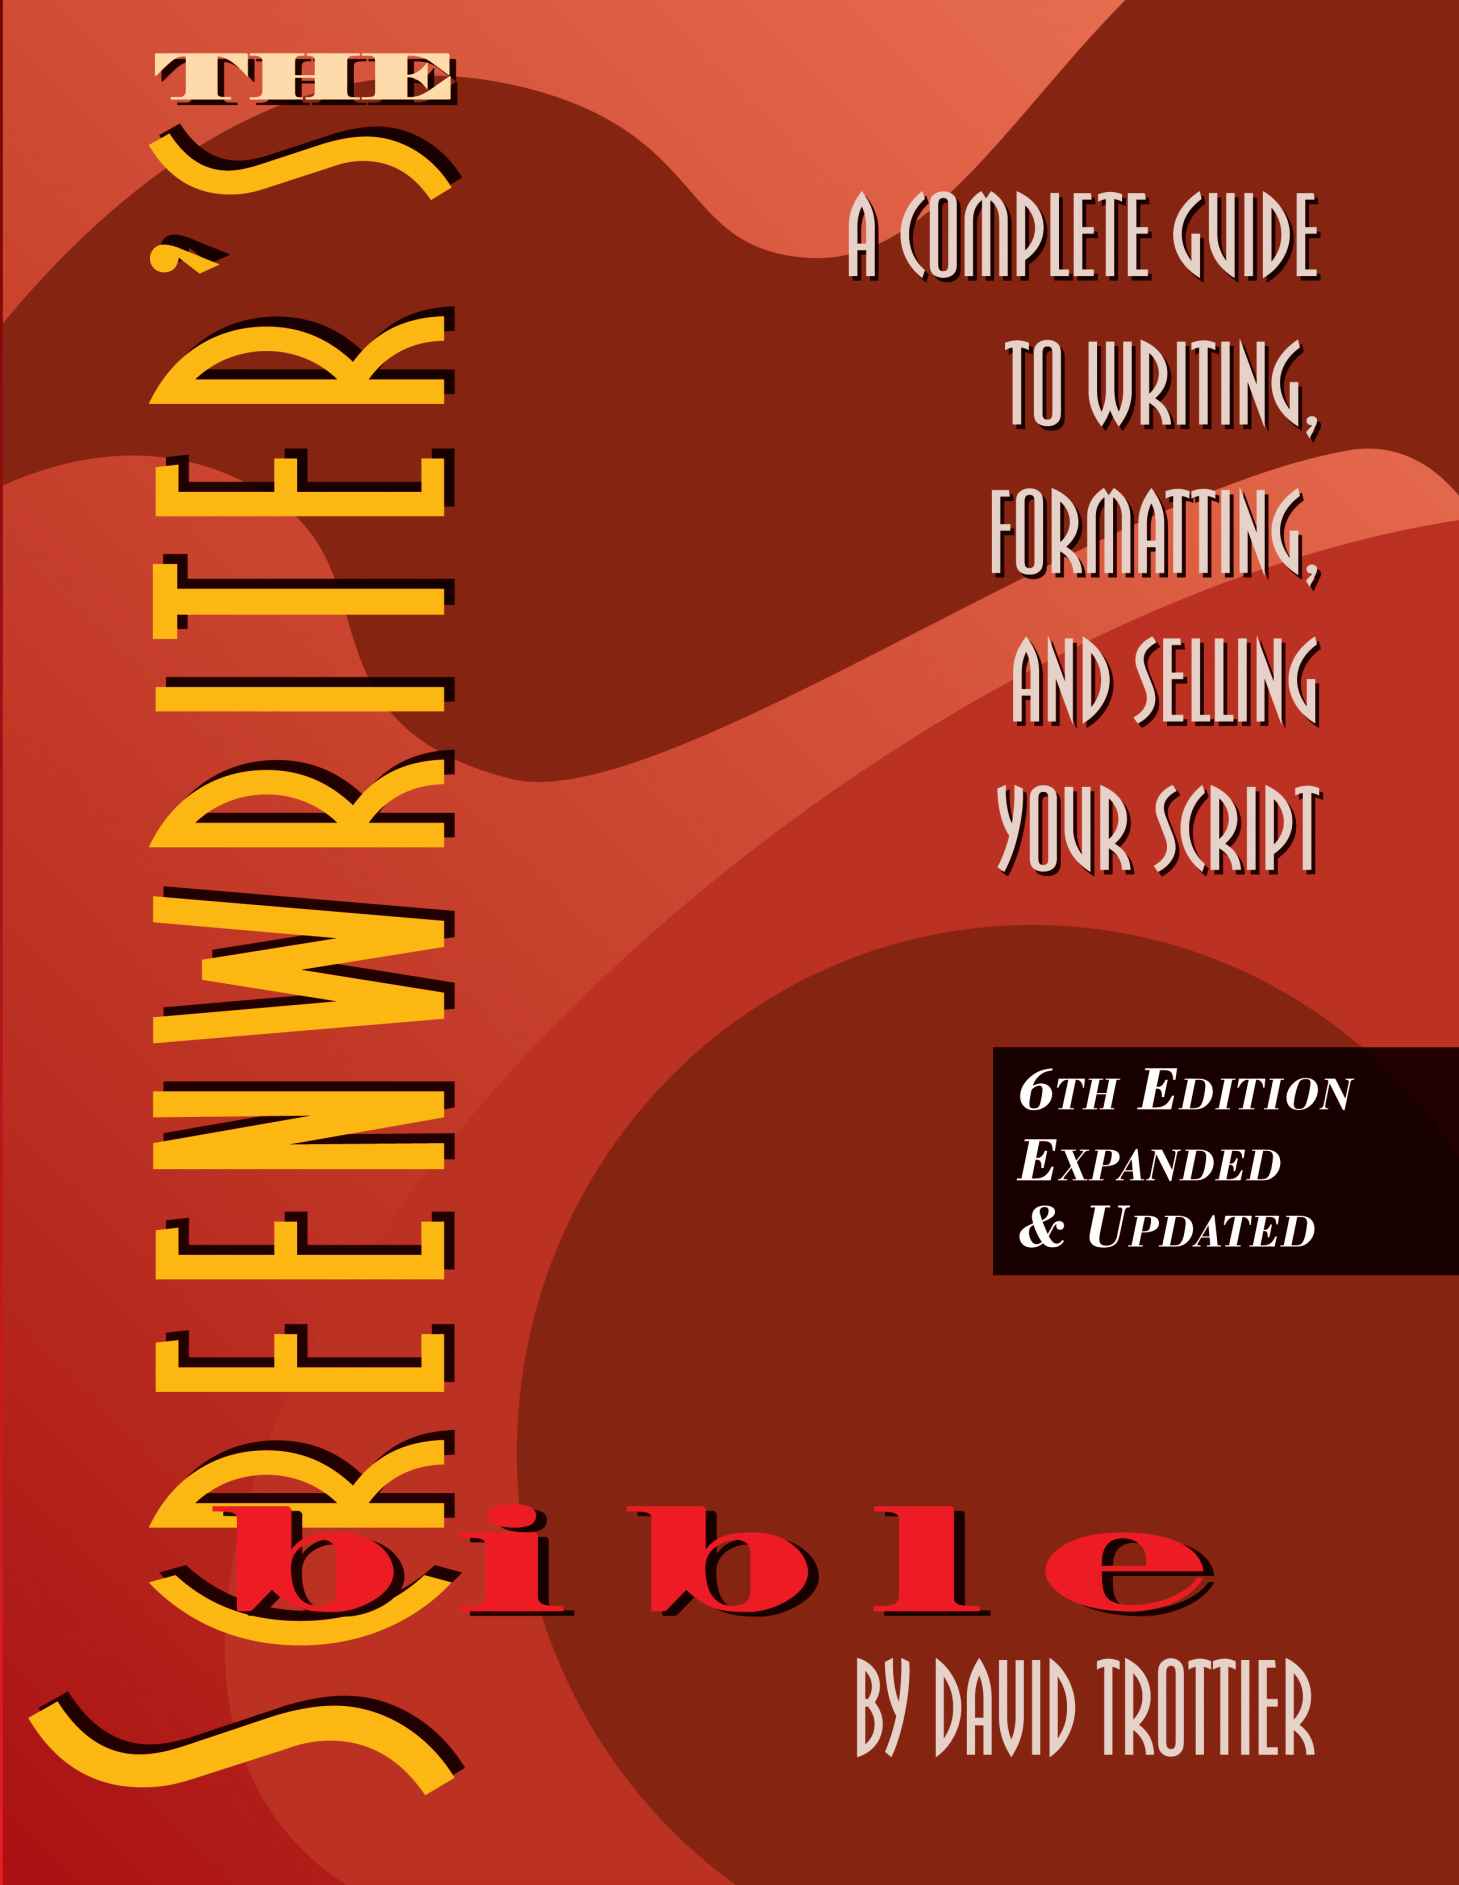 THE
SCREENWRITER'S
bible
A COMPLETE GUIDE
TO WRITING,
FORMATTING,
AND SELLING
YOUR SCRIPT
6TH EDITION
EXPANDED
& UPDATED
BY DAVID TROTTIER